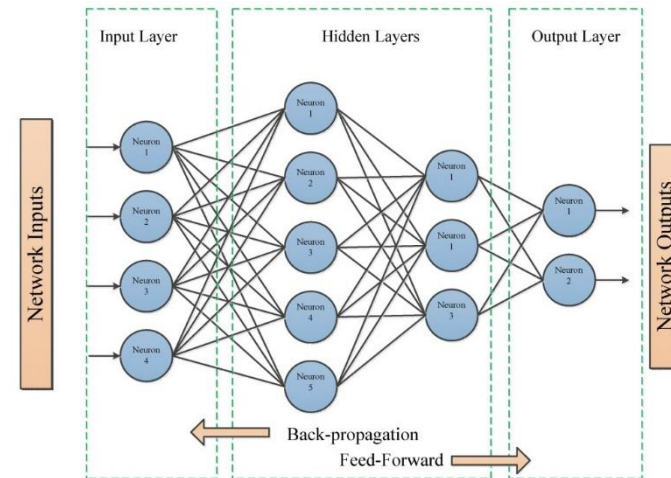 Input Layer
Hidden Layers
Output Layer
Network Inputs
Neuron
1
Neuron
2
Neuron
3
Neuron
4
Neuron
1
Neuron
2
Neuron
3
Neuron
4
Neuron
5
Neuron
1
Neuron
1
Neuron
3
Neuron
1
Neuron
2
Network Outputs
Back-propagation
Feed-Forward